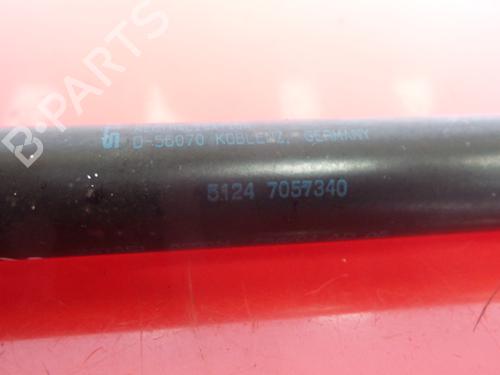 D-56070 KOBLENZ, GERMANY
5124 7057340
B-PARTS